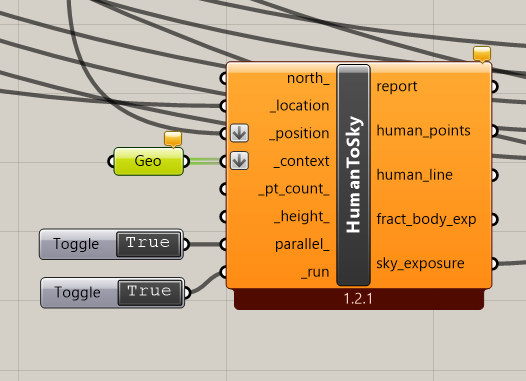 north_
_location
_position
_context
_pt_count_
_height_
parallel_
_run
HumanToSky
report
human_points
human_line
fract_body_exp
sky_exposure
Geo
Toggle True
Toggle True
1.2.1